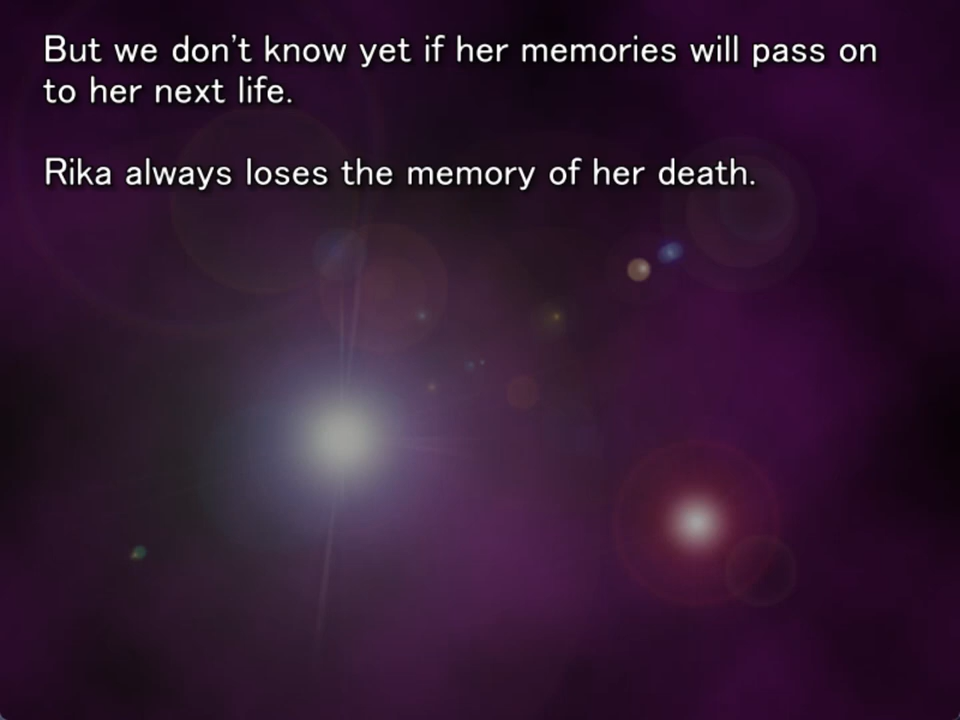 But we don't know yet if her memories will pass on
to her next life.
Rika always loses the memory of her death.